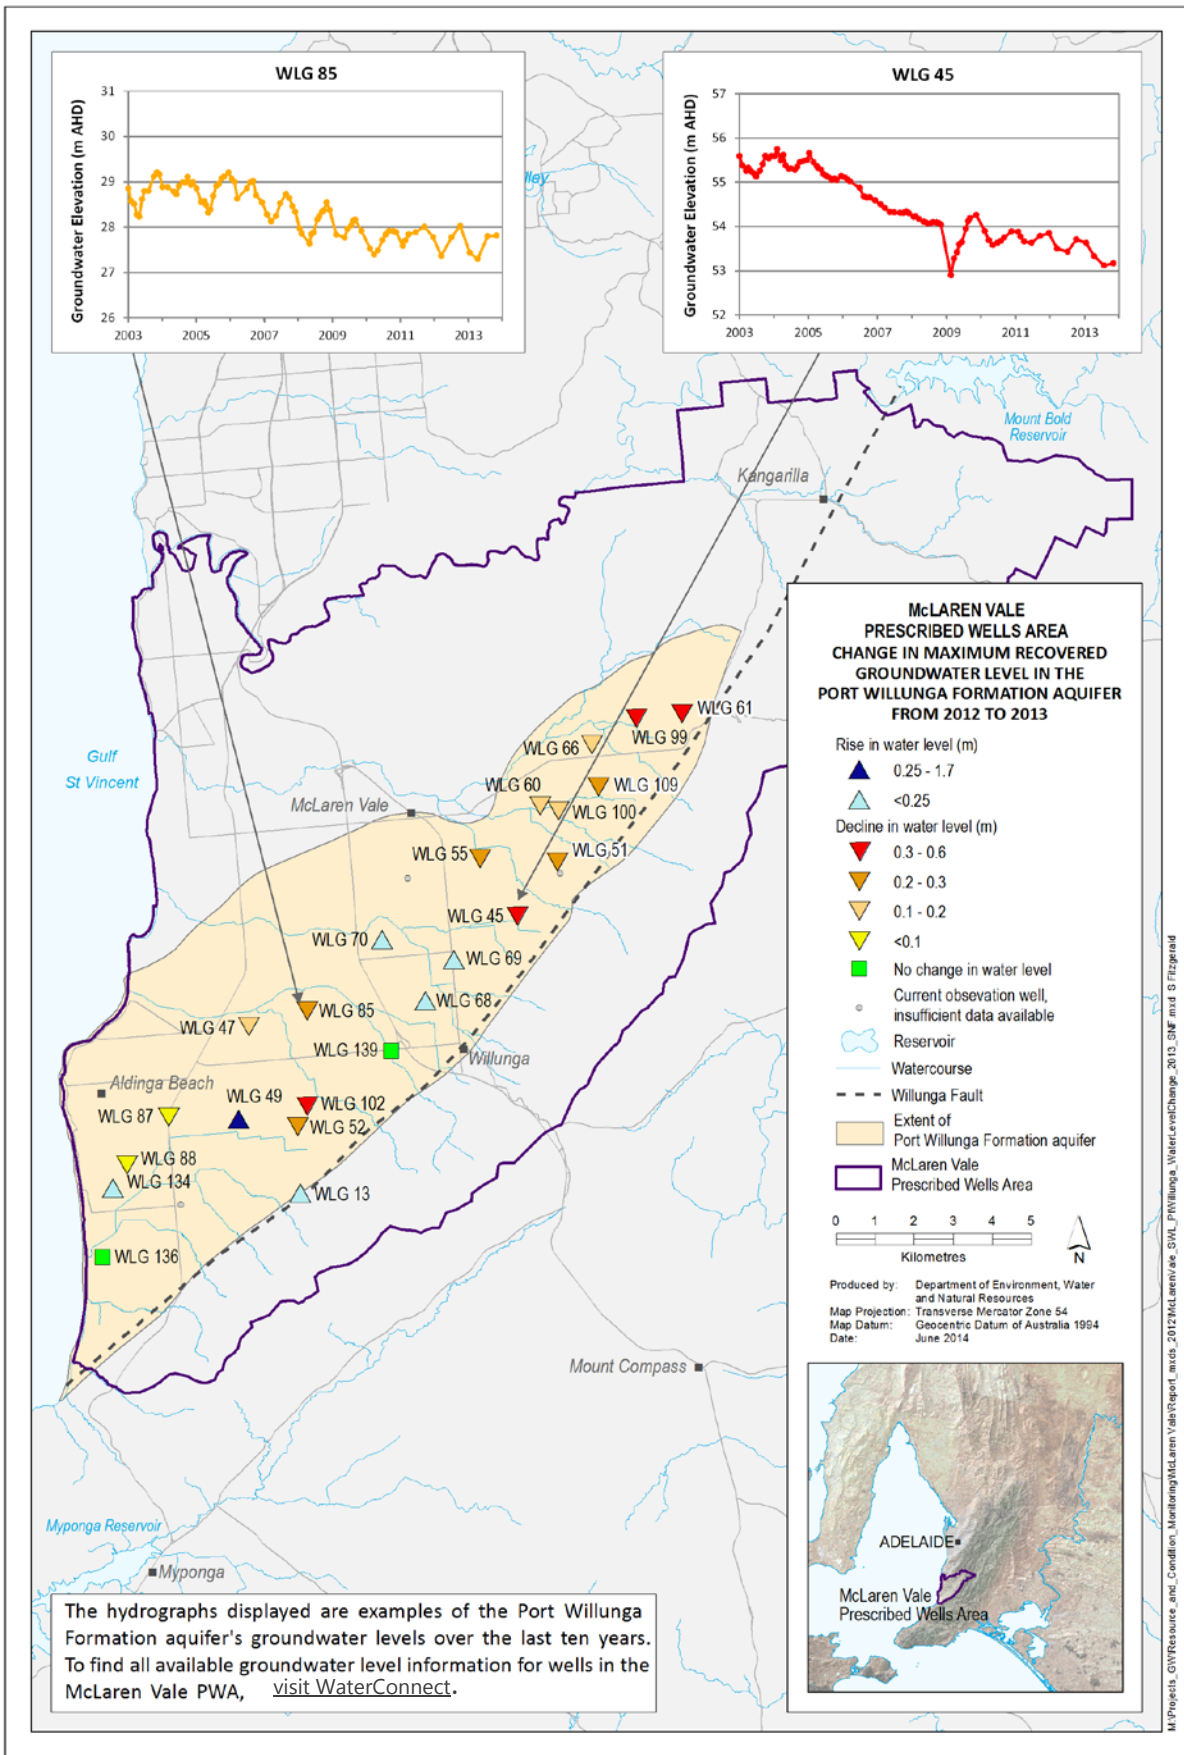 WLG 85
Groundwater Elevation (m AHD)
31
30
29
28
27
26
2003
2005
2007
2009
2011
2013
WLG 45
Groundwater Elevation (m AHD)
57
56
55
54
53
52
2003
2005
2007
2009
2011
2013
lley
Mount Bold
Reservoir
Kangarilla
Gulf
St Vincent
McLaren Vale
WLG 61
WLG 99
WLG 66
WLG 109
WLG 60
WLG 100
WLG 55
WLG 51
WLG 45
WLG 70
WLG 69
WLG 68
WLG 85
WLG 47
WLG 139
Willunga
Aldinga Beach
WLG 49
WLG 87
WLG 102
WLG 52
WLG 88
WLG 134
WLG 13
WLG 136
Mount Compass
Myponga Reservoir
Myponga
McLAREN VALE
PRESCRIBED WELLS AREA
CHANGE IN MAXIMUM RECOVERED
GROUNDWATER LEVEL IN THE
PORT WILLUNGA FORMATION AQUIFER
FROM 2012 TO 2013
Rise in water level (m)
0.25 - 1.7
<0.25
Decline in water level (m)
0.3 - 0.6
0.2 - 0.3
0.1 - 0.2
<0.1
No change in water level
Current obsevation well,
insufficient data available
Reservoir
Watercourse
Willunga Fault
Extent of
Port Willunga Formation aquifer
McLaren Vale
Prescribed Wells Area
0 1 2 3 4 5
Kilometres
N
Produced by: Department of Environment, Water
and Natural Resources
Map Projection: Transverse Mercator Zone 54
Map Datum: Geocentric Datum of Australia 1994
Date: June 2014
ADELAIDE
McLaren Vale
Prescribed Wells Area
The hydrographs displayed are examples of the Port Willunga
Formation aquifer's groundwater levels over the last ten years.
To find all available groundwater level information for wells in the
McLaren Vale PWA, visit WaterConnect.
M:\Projects_GW\Resource_and_Condition_Monitoring\McLaren Vale\Report_mxds_2012\McLarenVale_SWL_PtWillunga_WaterLevelChange_2013_SNF.mxd S Fitzgerald